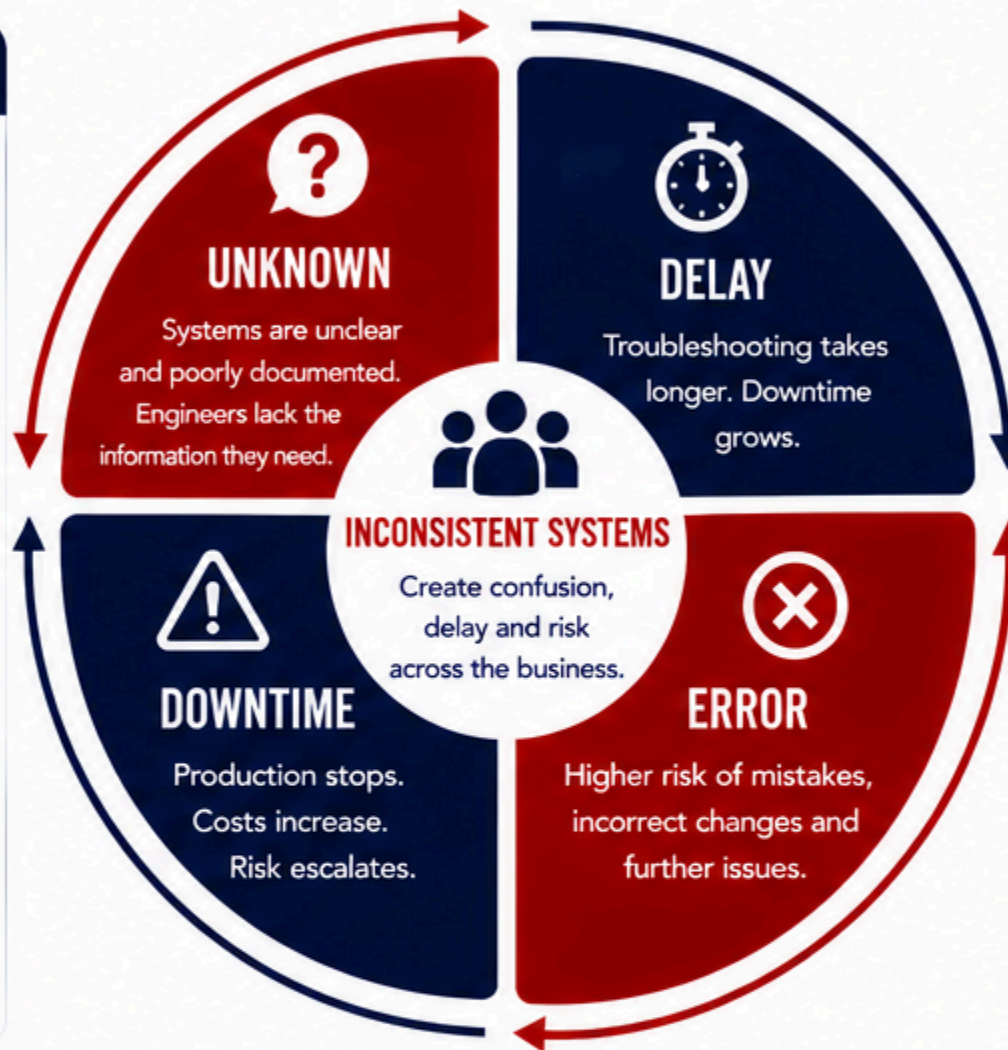 UNKNOWN
Systems are unclear
and poorly documented.
Engineers lack the
information they need.
DELAY
Troubleshooting takes
longer. Downtime
grows.
INCONSISTENT SYSTEMS
Create confusion,
delay and risk
across the business.
DOWNTIME
Production stops.
Costs increase.
Risk escalates.
ERROR
Higher risk of mistakes,
incorrect changes and
further issues.